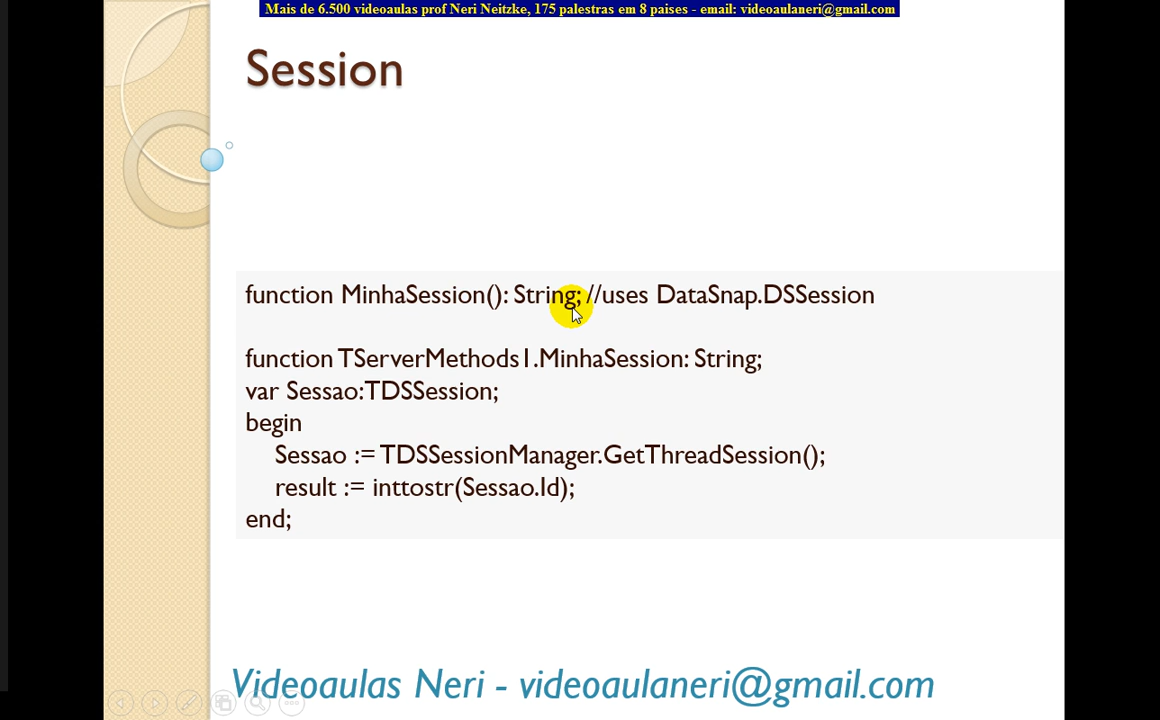 Mais de 6.500 videoaulas prof Neri Neitzke, 175 palestras em 8 paises - email: videoaulaneri@gmail.com
Session
function MinhaSession(): String; //uses DataSnap.DSSession
function TServerMethods1.MinhaSession: String;
var Sessao:TDSSession;
begin
Sessao := TDSSessionManager.GetThreadSession();
result := inttostr(Sessao.Id);
end;
Videoaulas Neri - videoaulaneri@gmail.com